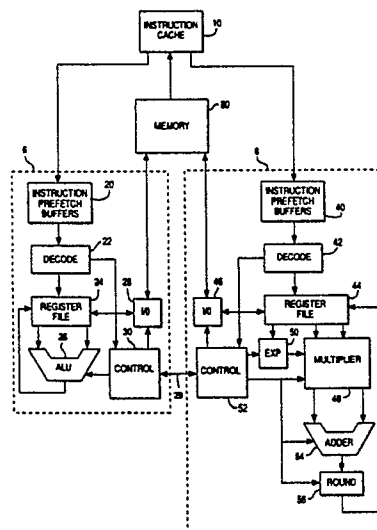 INSTRUCTION
CACHE
10
MEMORY
80
6
INSTRUCTION
PREFETCH
BUFFERS
20
DECODE
22
REGISTER
FILE
24
I/O
28
ALU
26
CONTROL
30
29
8
INSTRUCTION
PREFETCH
BUFFERS
40
DECODE
42
REGISTER
FILE
44
I/O
46
EXP
50
MULTIPLIER
48
CONTROL
52
ADDER
54
ROUND
56